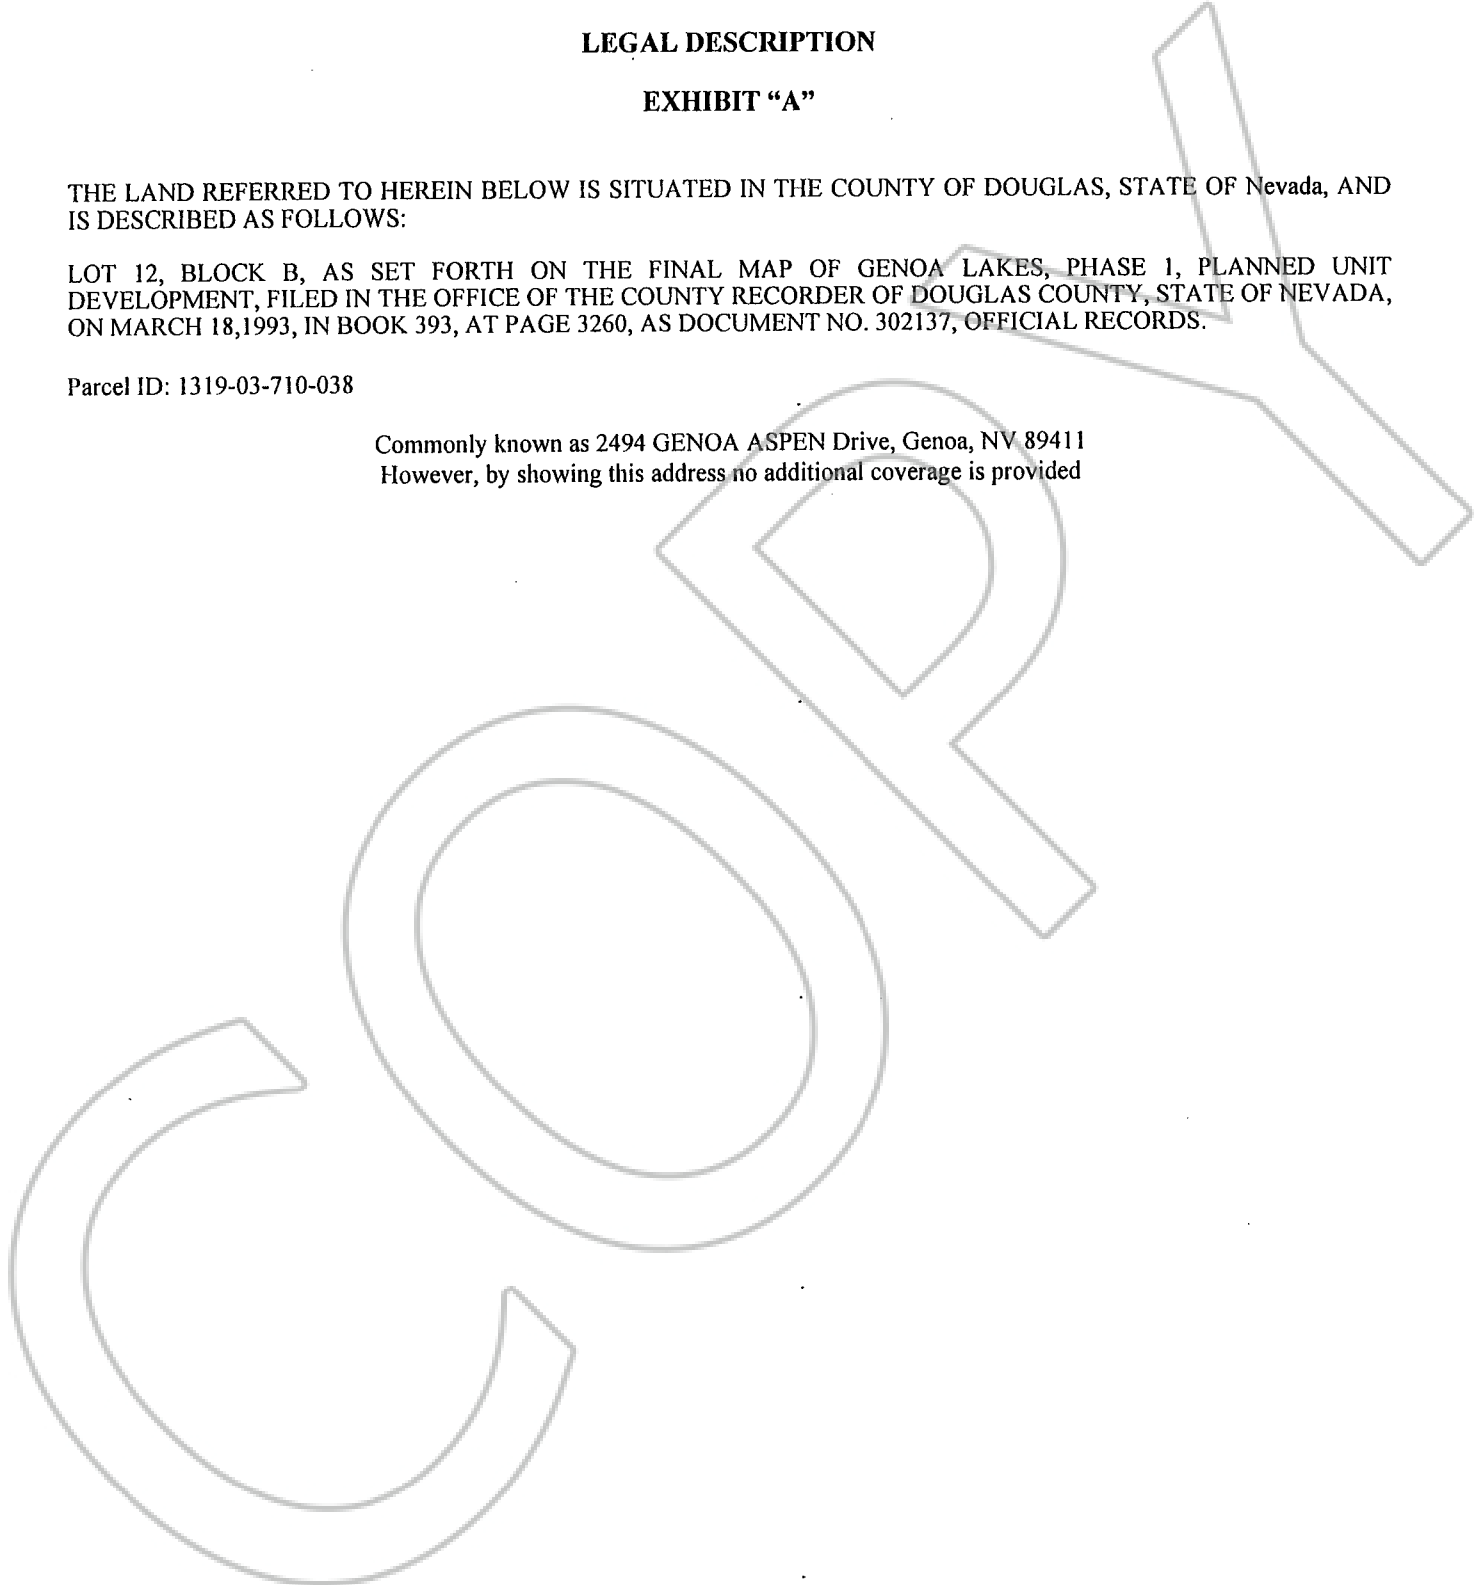 LEGAL DESCRIPTION
EXHIBIT “A”
THE LAND REFERRED TO HEREIN BELOW IS SITUATED IN THE COUNTY OF DOUGLAS, STATE OF Nevada, AND
IS DESCRIBED AS FOLLOWS:
LOT 12, BLOCK B, AS SET FORTH ON THE FINAL MAP OF GENOA LAKES, PHASE 1, PLANNED UNIT
DEVELOPMENT, FILED IN THE OFFICE OF THE COUNTY RECORDER OF DOUGLAS COUNTY, STATE OF NEVADA,
ON MARCH 18,1993, IN BOOK 393, AT PAGE 3260, AS DOCUMENT NO. 302137, OFFICIAL RECORDS.
Parcel ID: 1319-03-710-038
Commonly known as 2494 GENOA ASPEN Drive, Genoa, NV 89411
However, by showing this address no additional coverage is provided
COPY